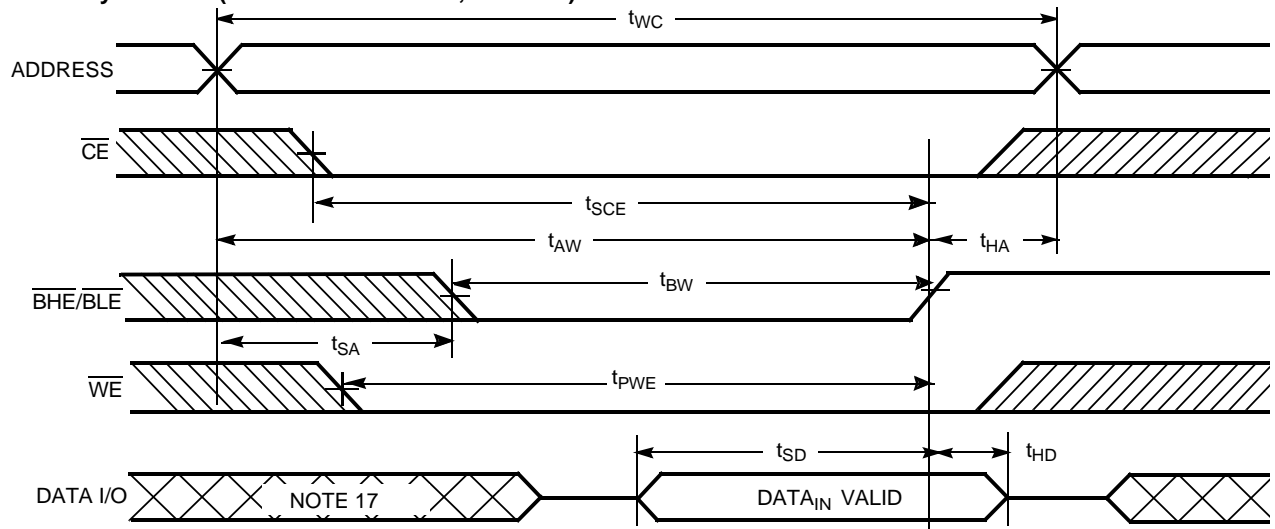 tWC
ADDRESS
CE
tSCE
tAW
tHA
tBW
BHE/BLE
tSA
tPWE
WE
tSD
tHD
DATA I/O
NOTE 17
DATAIN VALID